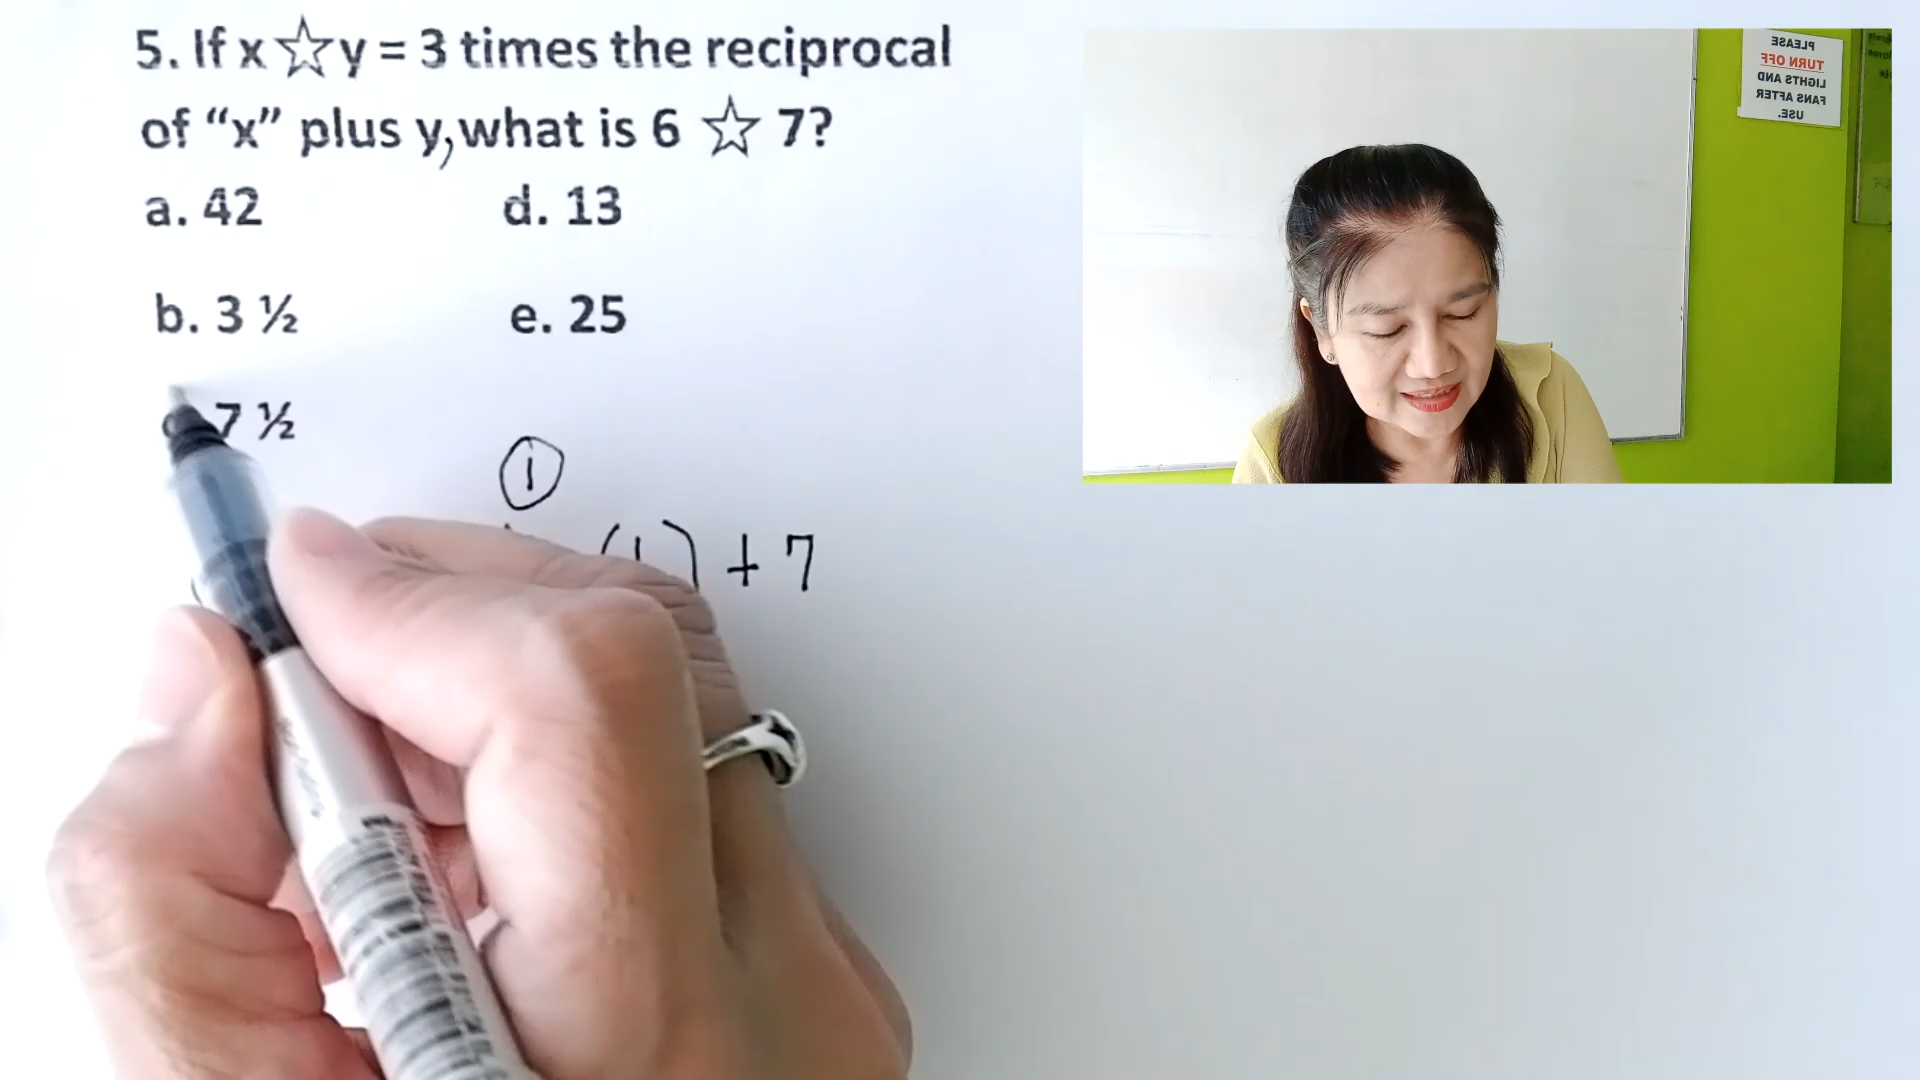 5. If x ☆ y = 3 times the reciprocal
of “x” plus y, what is 6 ☆ 7?
a. 42
d. 13
b. 3 ½
e. 25
7 ½
1
(1) + 7
PLEASE
TURN OFF
LIGHTS AND
FANS AFTER
USE.